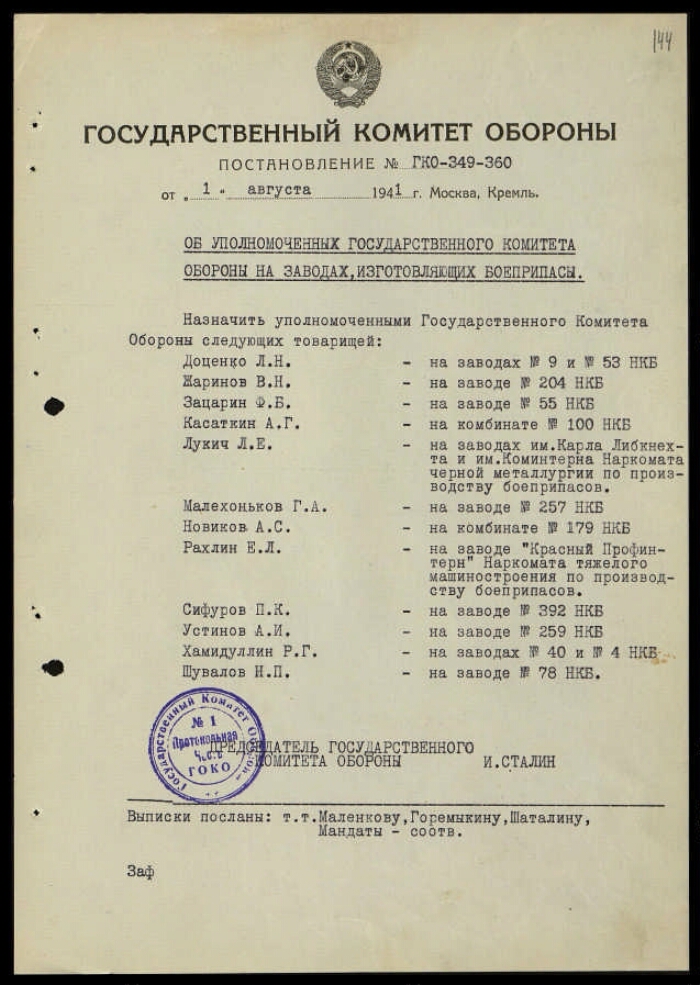 144
ГОСУДАРСТВЕННЫЙ КОМИТЕТ ОБОРОНЫ
ПОСТАНОВЛЕНИЕ № ГКО-349-360
от „ 1 " августа 1941 г. Москва, Кремль.
ОБ УПОЛНОМОЧЕННЫХ ГОСУДАРСТВЕННОГО КОМИТЕТА
ОБОРОНЫ НА ЗАВОДАХ,ИЗГОТОВЛЯЮЩИХ БОЕПРИПАСЫ.
Назначить уполномоченными Государственного Комитета
Обороны следующих товарищей:
Доценко Л.Н. - на заводах № 9 и № 53 НКБ
Жаринов В.Н. - на заводе № 204 НКБ
Зацарин Ф.Б. - на заводе № 55 НКБ
Касаткин А.Г. - на комбинате № 100 НКБ
Лукич Л.Е. - на заводах им.Карла Либкнех-
та и им.Коминтерна Наркомата
черной металлургии по произ-
водству боеприпасов.
Малехоньков Г.А. - на заводе № 257 НКБ
Новиков А.С. - на комбинате № 179 НКБ
Рахлин Е.Л. - на заводе "Красный Профин-
терн" Наркомата тяжелого
машиностроения по производ-
ству боеприпасов.
Сифуров П.К. - на заводе № 392 НКБ
Устинов А.И. - на заводе № 259 НКБ
Хамидуллин Р.Г. - на заводах № 40 и № 4 НКБ
Шувалов Н.П. - на заводе № 78 НКБ.
Государственный Комитет Обороны
№ 1
Протокольная
часть
ГОКО
ПРЕДСЕДАТЕЛЬ ГОСУДАРСТВЕННОГО
КОМИТЕТА ОБОРОНЫ И.СТАЛИН
Выписки посланы: т.т.Маленкову,Горемыкину,Шаталину,
Мандаты - соотв.
Заф